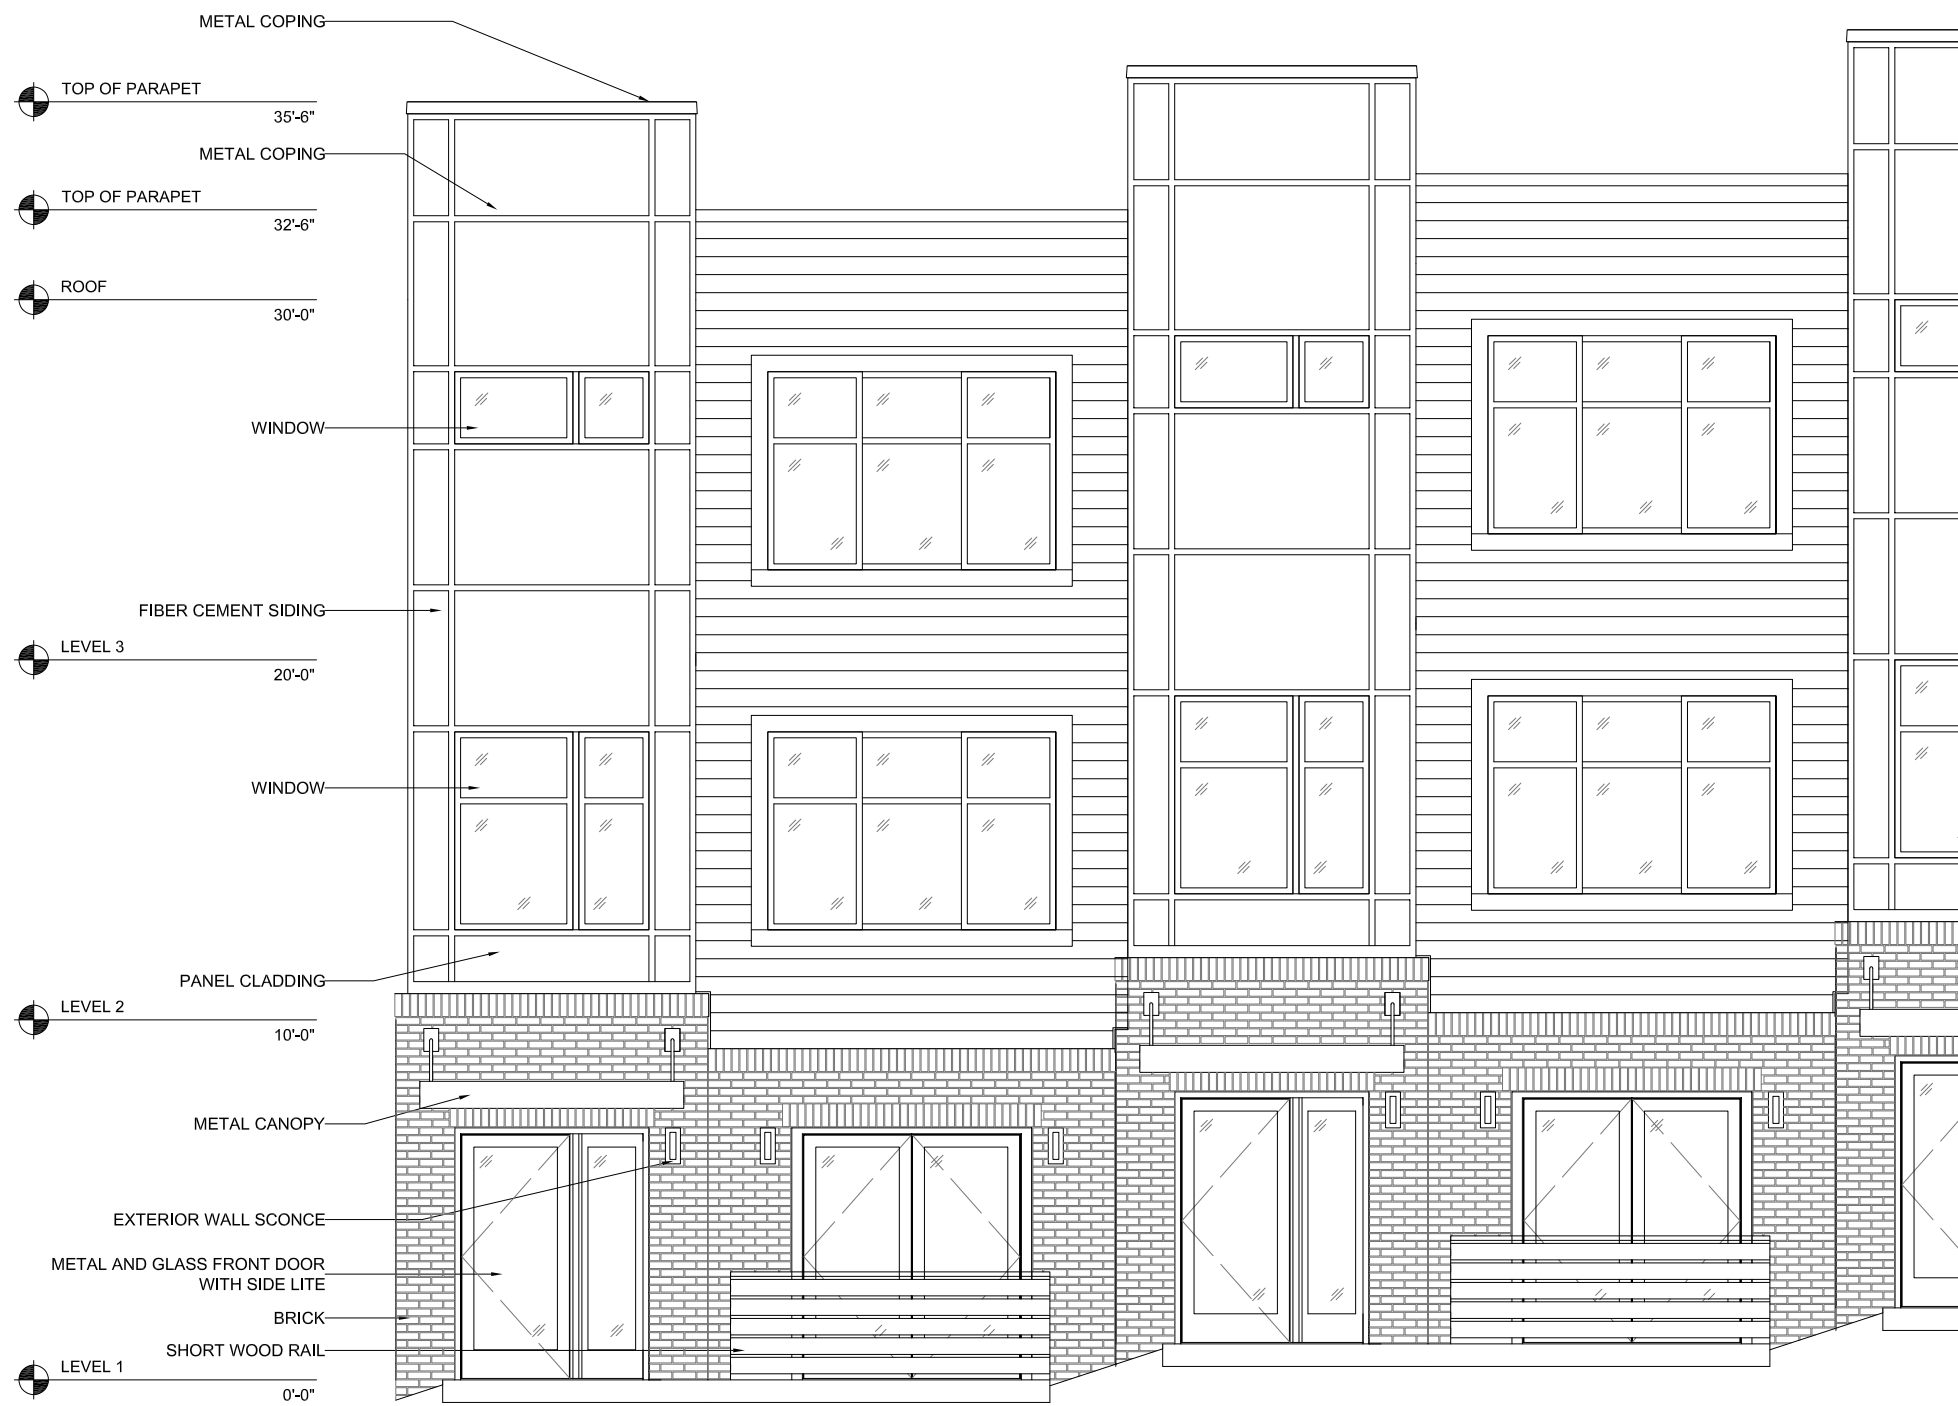 METAL COPING
TOP OF PARAPET
35'-6"
METAL COPING
TOP OF PARAPET
32'-6"
ROOF
30'-0"
WINDOW
FIBER CEMENT SIDING
LEVEL 3
20'-0"
WINDOW
PANEL CLADDING
LEVEL 2
10'-0"
METAL CANOPY
EXTERIOR WALL SCONCE
METAL AND GLASS FRONT DOOR
WITH SIDE LITE
BRICK
SHORT WOOD RAIL
LEVEL 1
0'-0"